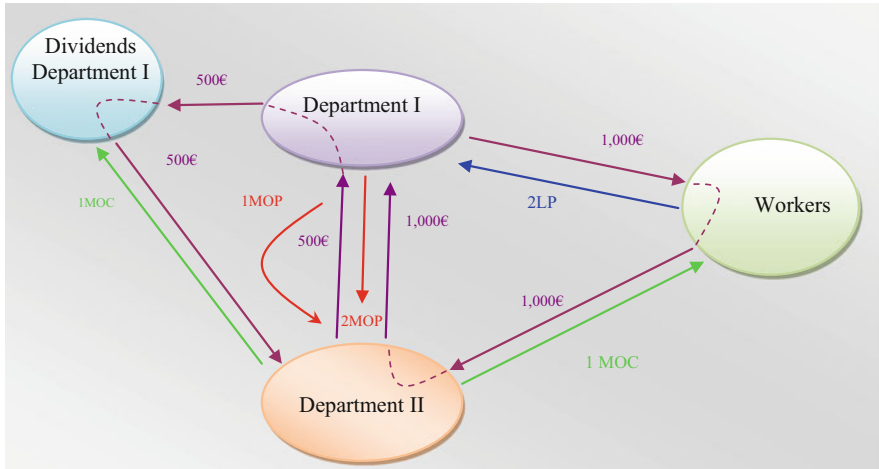 Dividends
Department I
500€
Department I
1,000€
500€
1MOC
1MOP
500€
1,000€
2LP
Workers
2MOP
1,000€
1 MOC
Department II